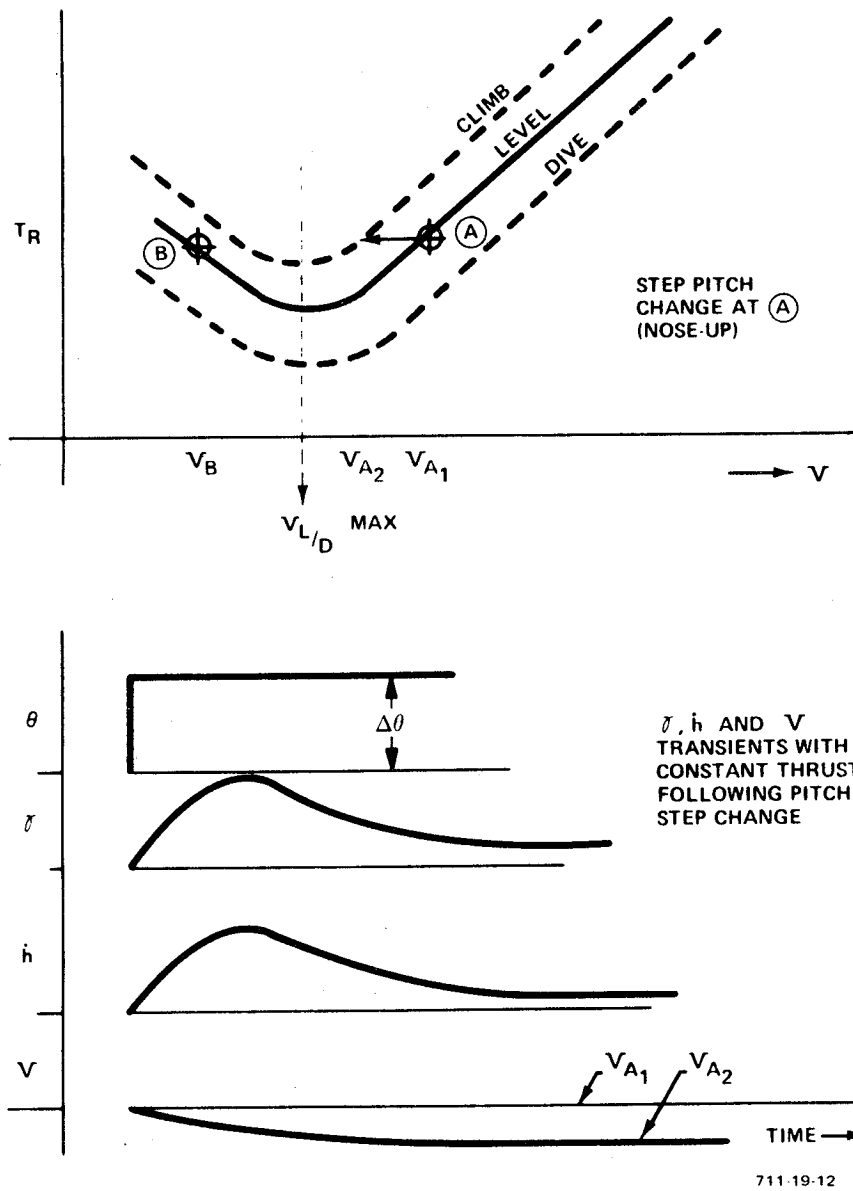 CLIMB
LEVEL
DIVE
T_R
B
A
STEP PITCH
CHANGE AT A
(NOSE-UP)
V_B V_A₂ V_A₁
V
V_L/D MAX
θ
Δθ
γ, ḣ AND V
TRANSIENTS WITH
CONSTANT THRUST
FOLLOWING PITCH
STEP CHANGE
γ
ḣ
V
V_A₁ V_A₂
TIME
711-19-12